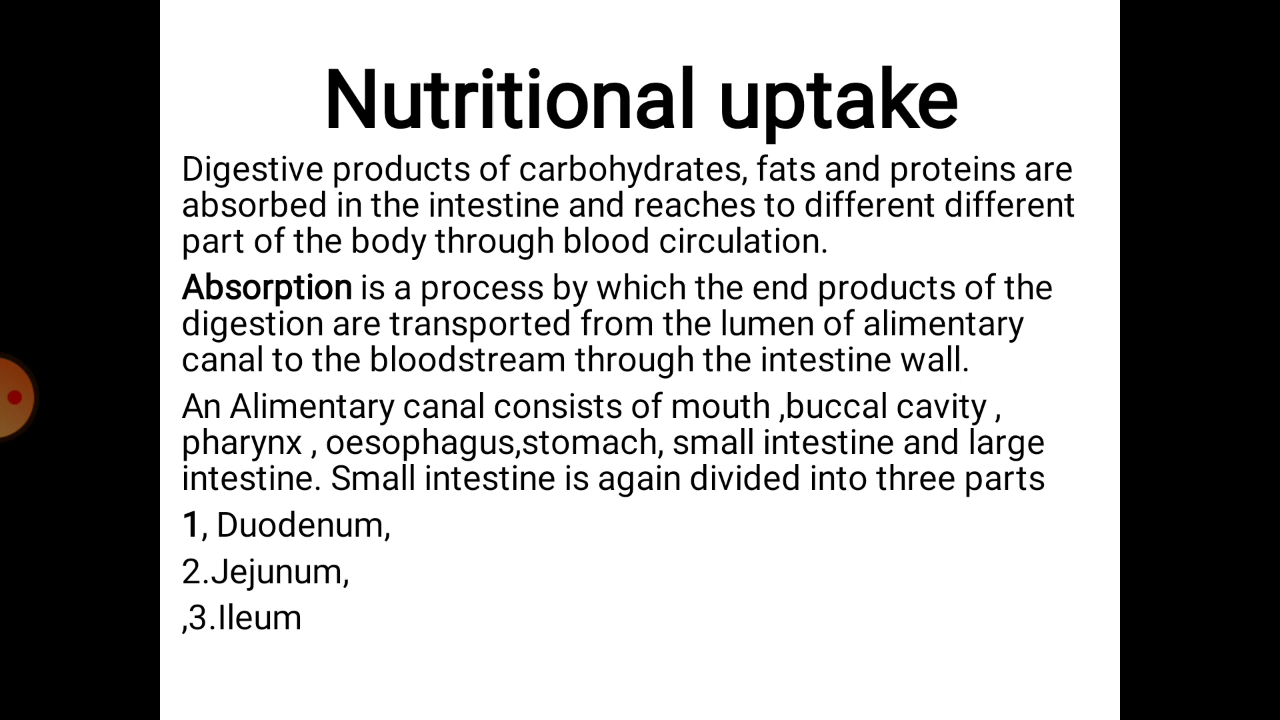 Nutritional uptake
Digestive products of carbohydrates, fats and proteins are
absorbed in the intestine and reaches to different different
part of the body through blood circulation.
Absorption is a process by which the end products of the
digestion are transported from the lumen of alimentary
canal to the bloodstream through the intestine wall.
An Alimentary canal consists of mouth ,buccal cavity ,
pharynx , oesophagus,stomach, small intestine and large
intestine. Small intestine is again divided into three parts
1, Duodenum,
2.Jejunum,
,3.Ileum